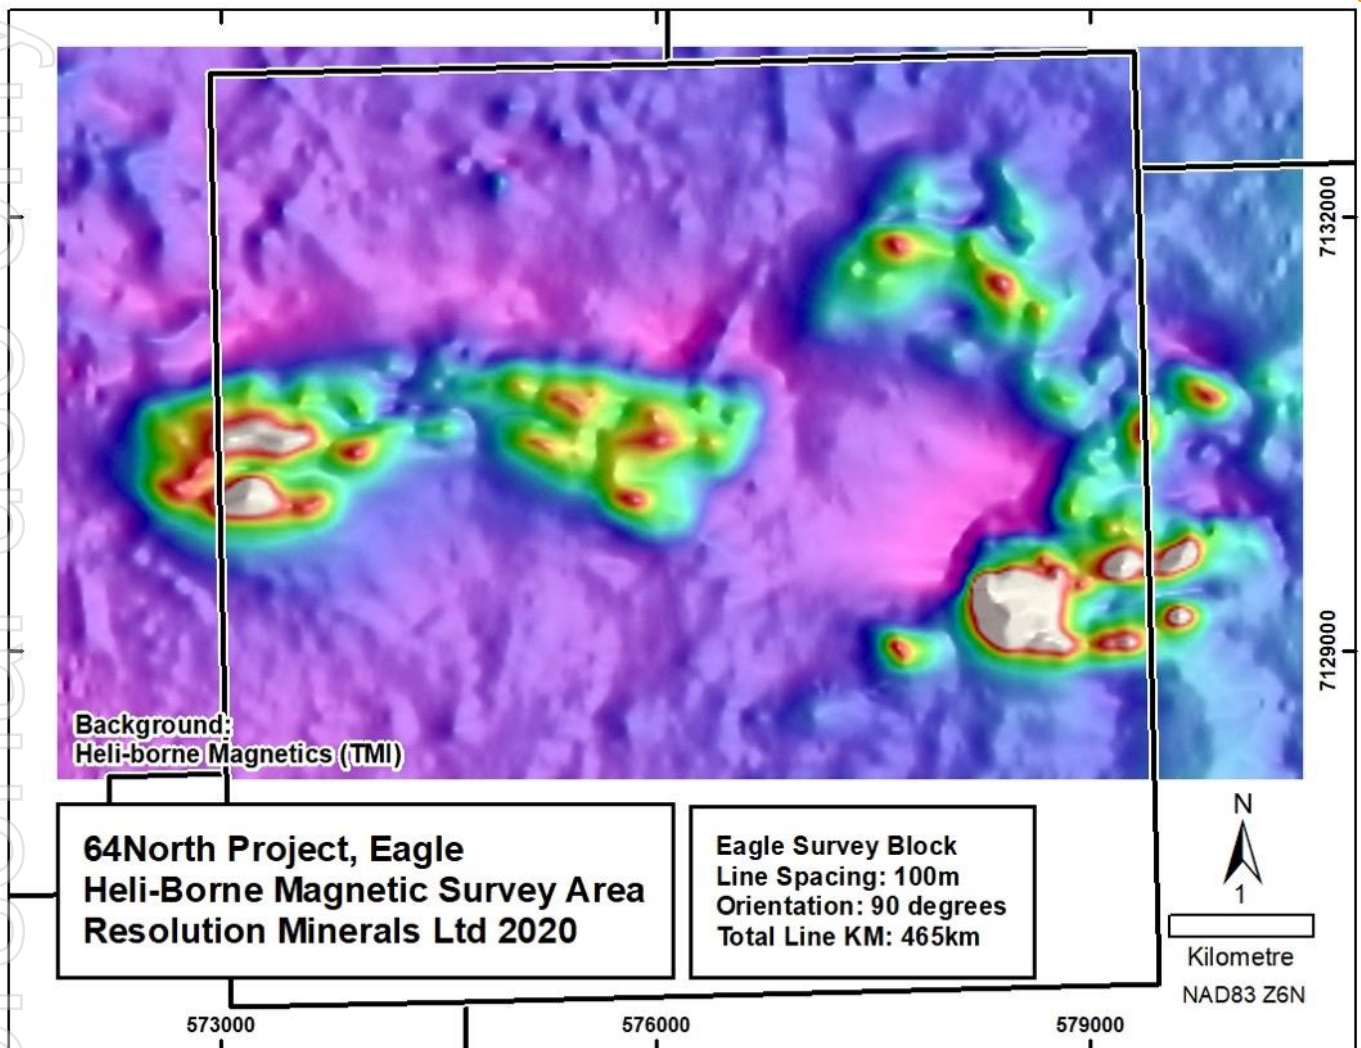 7132000
7129000
Background:
Heli-borne Magnetics (TMI)
64North Project, Eagle
Heli-Borne Magnetic Survey Area
Resolution Minerals Ltd 2020
Eagle Survey Block
Line Spacing: 100m
Orientation: 90 degrees
Total Line KM: 465km
N
1
Kilometre
NAD83 Z6N
573000
576000
579000